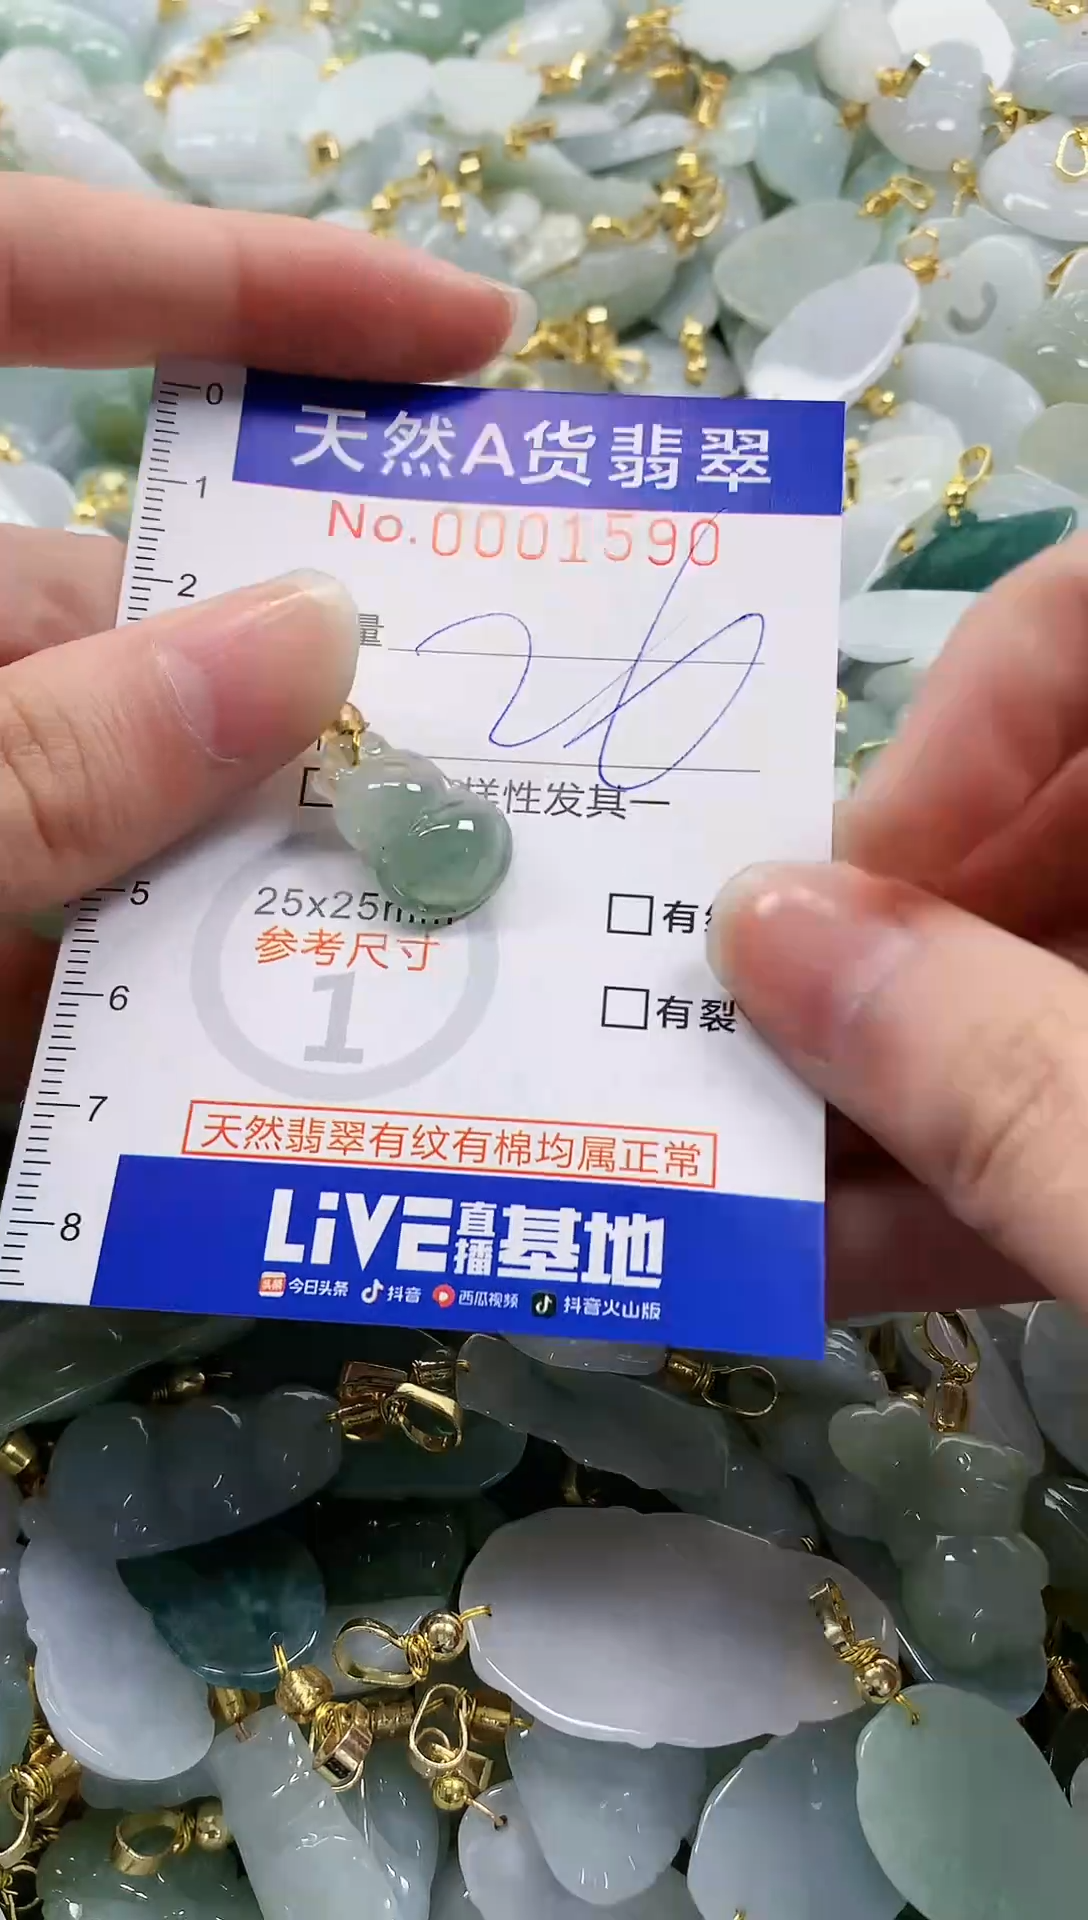 天然A货翡翠
No.0001590
量
样性发其一
25x25mm
参考尺寸
1
有
有裂
天然翡翠有纹有棉均属正常
LiVE直播基地
今日头条 抖音 西瓜视频 抖音火山版
0
1
2
5
6
7
8